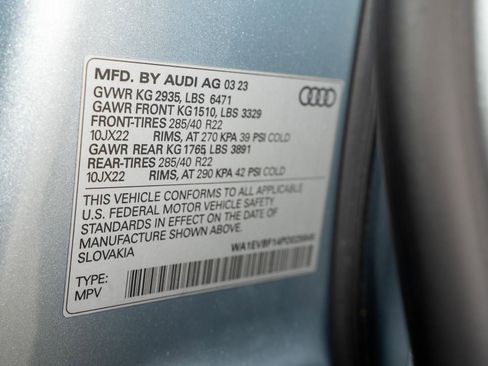 MFD. BY AUDI AG 03 23
GVWR KG 2935, LBS 6471
GAWR FRONT KG1510, LBS 3329
FRONT-TIRES 285/40 R22
10JX22 RIMS, AT 270 KPA 39 PSI COLD
GAWR REAR KG 1765, LBS 3891
REAR-TIRES 285/40 R22
10JX22 RIMS, AT 290 KPA 42 PSI COLD
THIS VEHICLE CONFORMS TO ALL APPLICABLE
U.S. FEDERAL MOTOR VEHICLE SAFETY
STANDARDS IN EFFECT ON THE DATE OF
MANUFACTURE SHOWN ABOVE.
SLOVAKIA
TYPE:
MPV